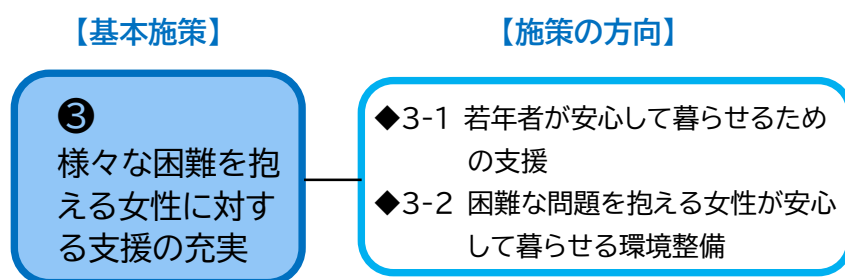 【基本施策】
【施策の方向】
❸
様々な困難を抱
える女性に対す
る支援の充実
◆3-1 若年者が安心して暮らせるため
の支援
◆3-2 困難な問題を抱える女性が安心
して暮らせる環境整備